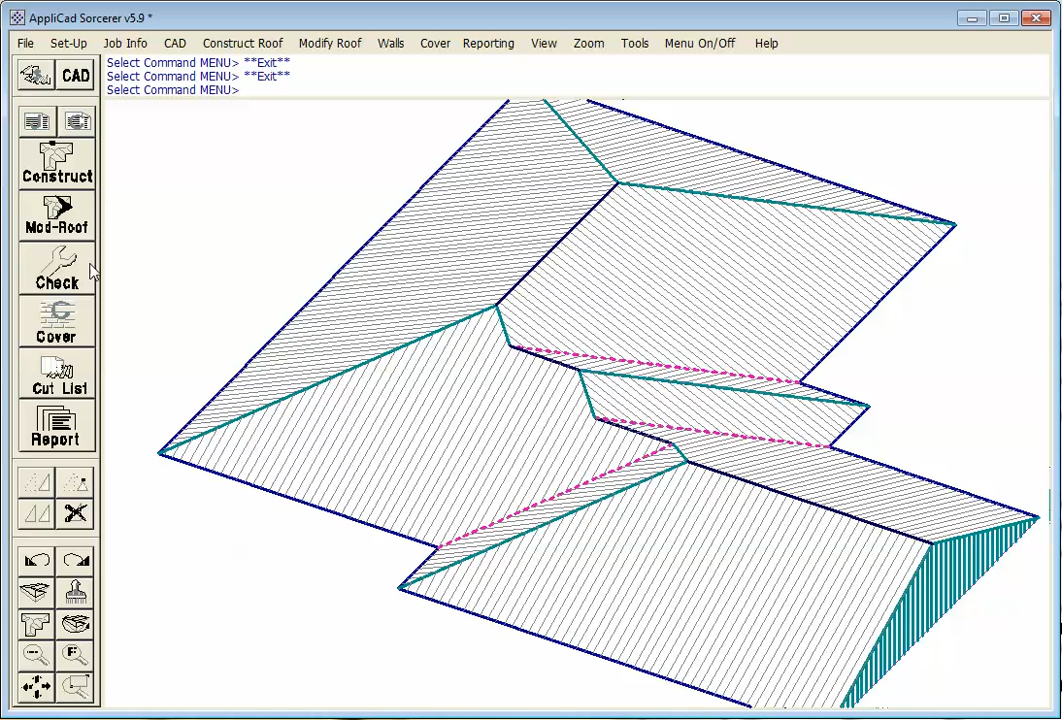 AppliCad Sorcerer v5.9 *
File Set-Up Job Info CAD Construct Roof Modify Roof Walls Cover Reporting View Zoom Tools Menu On/Off Help
Select Command MENU> **Exit**
Select Command MENU> **Exit**
Select Command MENU>
CAD
Construct
Mod-Roof
Check
Cover
Cut List
Report
F